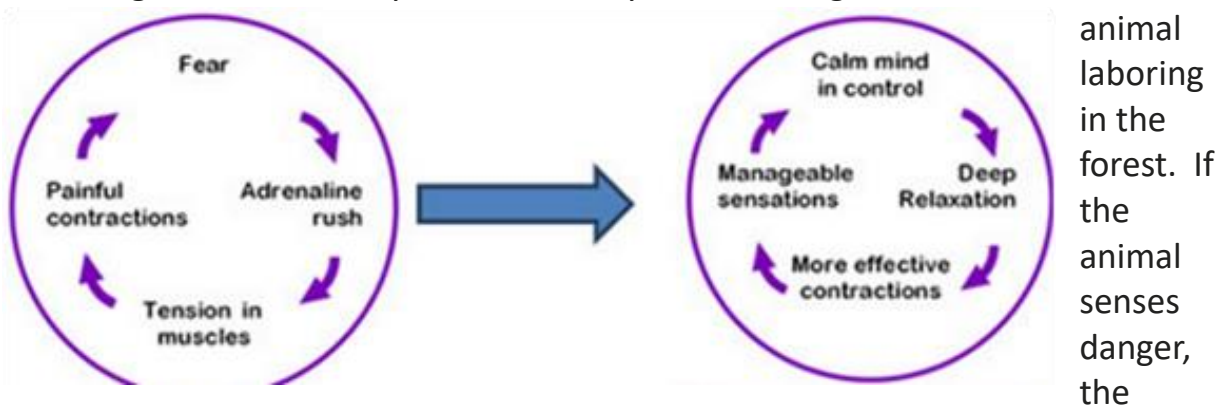 Fear
Adrenaline
rush
Tension in
muscles
Painful
contractions
Calm mind
in control
Deep
Relaxation
More effective
contractions
Manageable
sensations
animal
laboring
in the
forest. If
the
animal
senses
danger,
the